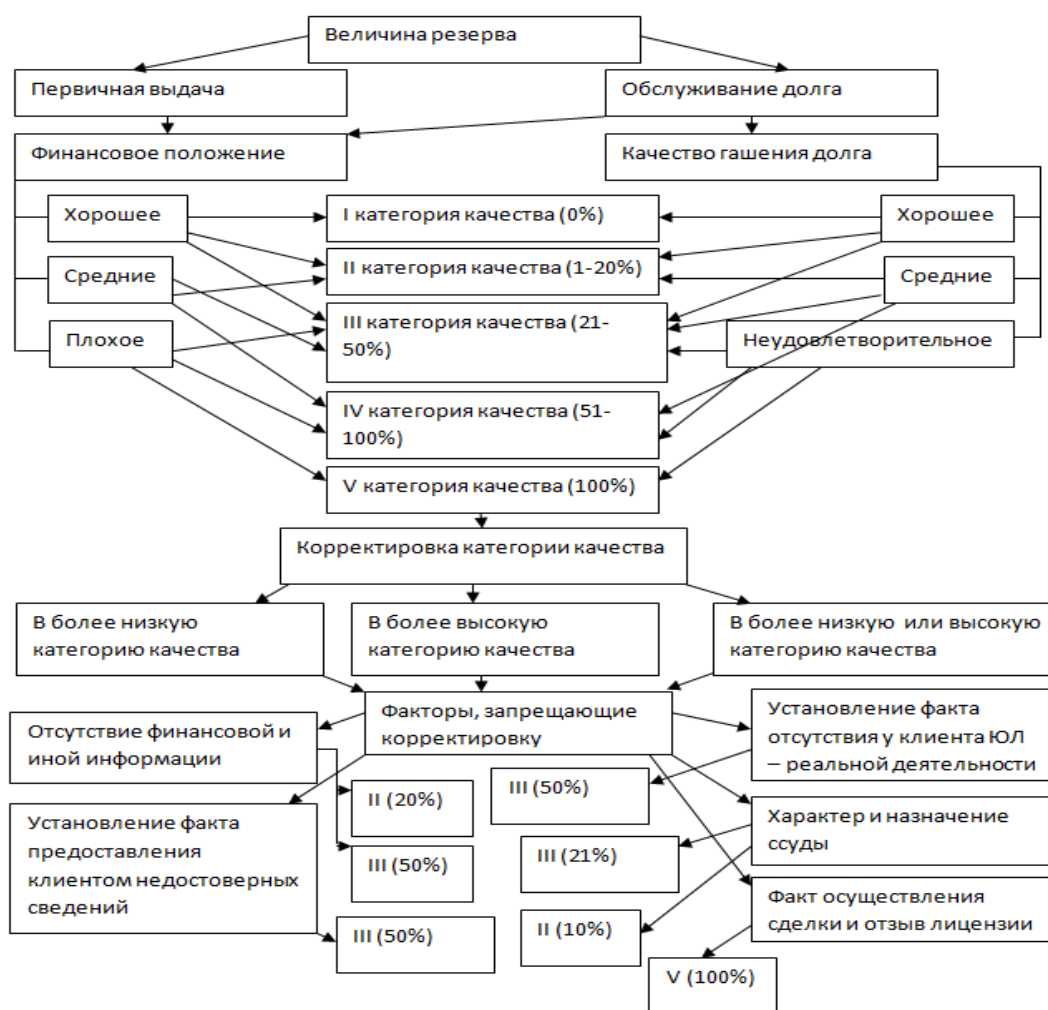 Величина резерва
Первичная выдача
Обслуживание долга
Финансовое положение
Качество гашения долга
Хорошее
I категория качества (0%)
Хорошее
Средние
II категория качества (1-20%)
Средние
Плохое
III категория качества (21-
50%)
Неудовлетворительное
IV категория качества (51-
100%)
V категория качества (100%)
Корректировка категории качества
В более низкую
категорию качества
В более высокую
категорию качества
В более низкую или высокую
категорию качества
Факторы, запрещающие
корректировку
Отсутствие финансовой и
иной информации
Установление факта
отсутствия у клиента ЮЛ
– реальной деятельности
II (20%)
III (50%)
Установление факта
предоставления
клиентом недостоверных
сведений
Характер и назначение
ссуды
III (50%)
III (21%)
III (50%)
II (10%)
Факт осуществления
сделки и отзыв лицензии
V (100%)